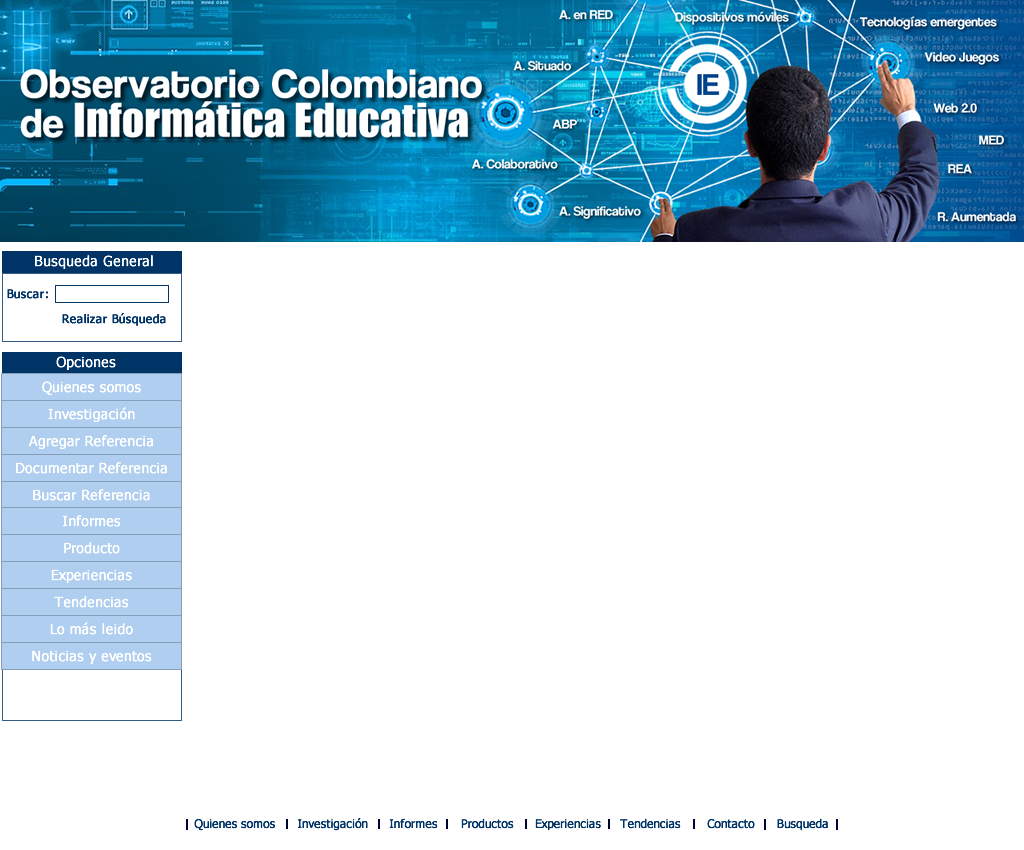 A. en RED
Dispositivos móviles
Tecnologías emergentes
A. Situado
Video Juegos
Observatorio Colombiano
de Informática Educativa
IE
Web 2.0
ABP
MED
A. Colaborativo
REA
A. Significativo
R. Aumentada
Busqueda General
Buscar:
Realizar Búsqueda
Opciones
Quienes somos
Investigación
Agregar Referencia
Documentar Referencia
Buscar Referencia
Informes
Producto
Experiencias
Tendencias
Lo más leido
Noticias y eventos
| Quienes somos | Investigación | Informes | Productos | Experiencias | Tendencias | Contacto | Busqueda |